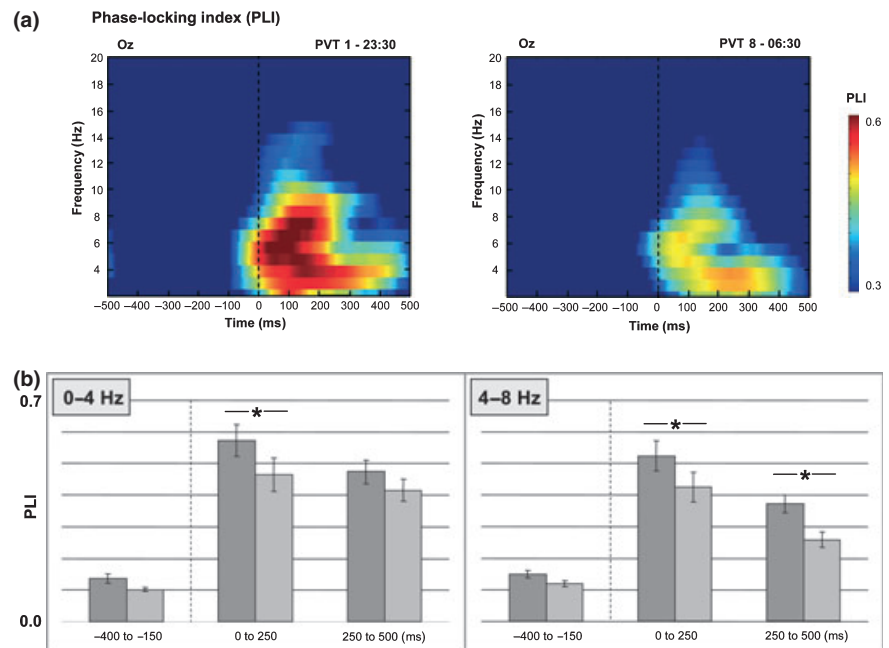 (a) Phase-locking index (PLI)
Oz PVT 1 - 23:30
Frequency (Hz)
20
18
16
14
12
10
8
6
4
–500 –400 –300 –200 –100 0 100 200 300 400 500
Time (ms)
Oz PVT 8 - 06:30
Frequency (Hz)
20
18
16
14
12
10
8
6
4
–500 –400 –300 –200 –100 0 100 200 300 400 500
Time (ms)
PLI
0.6
0.3
(b)
0–4 Hz
4–8 Hz
0.7
PLI
0.0
*
* *
–400 to –150 0 to 250 250 to 500 (ms)
–400 to –150 0 to 250 250 to 500 (ms)